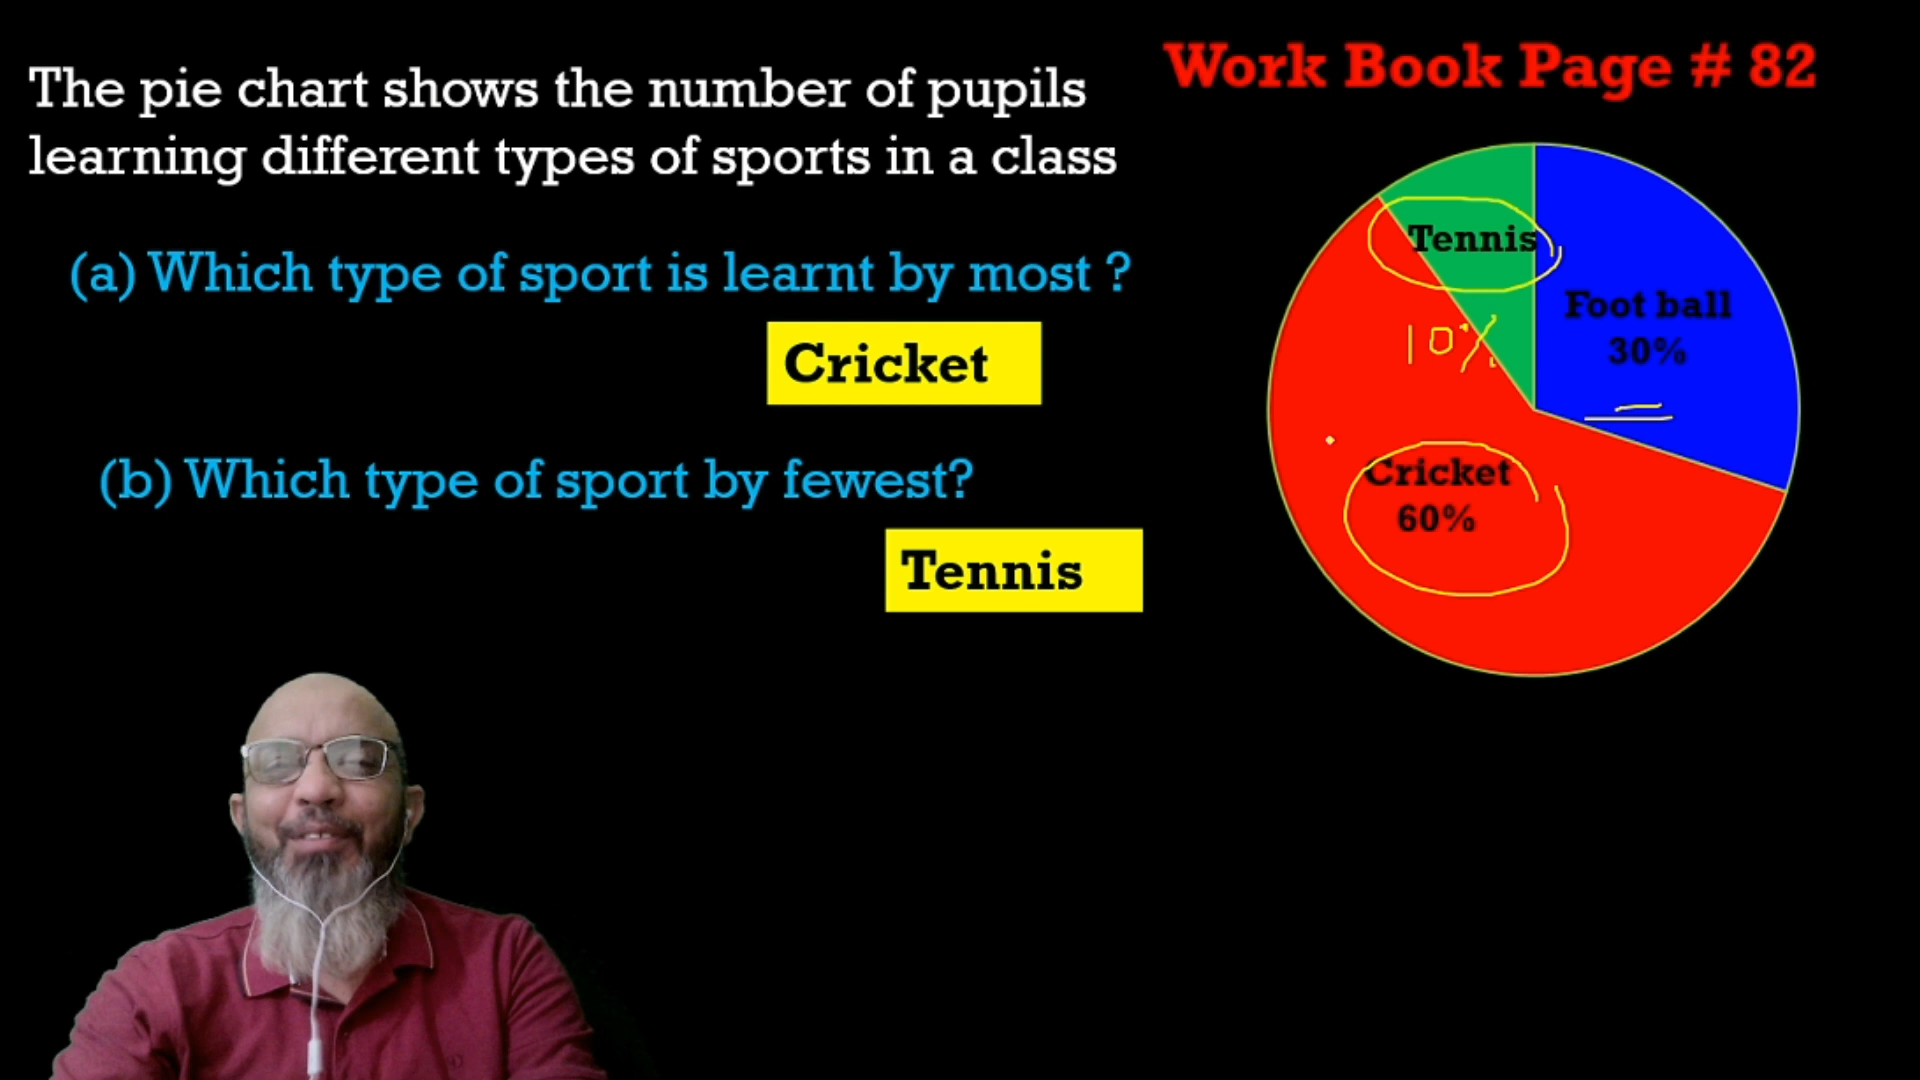 The pie chart shows the number of pupils
learning different types of sports in a class
Work Book Page # 82
(a) Which type of sport is learnt by most ?
Cricket
(b) Which type of sport by fewest?
Tennis
Tennis
10%
Foot ball
30%
Cricket
60%